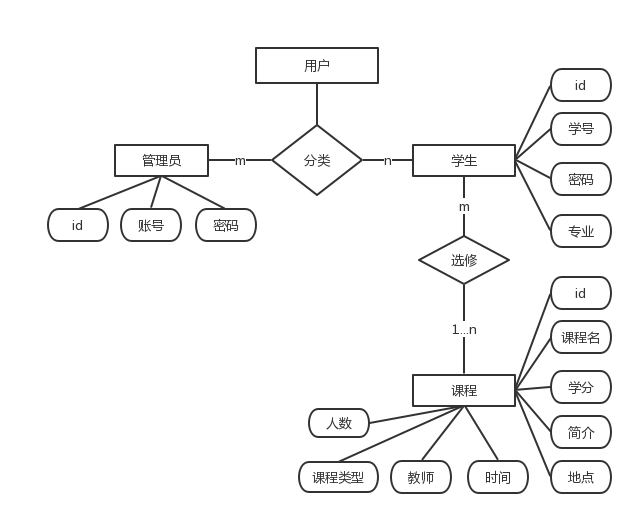 用户
id
学号
管理员
m
分类
n
学生
密码
m
id
账号
密码
专业
选修
id
1...n
课程名
课程
学分
人数
简介
课程类型
教师
时间
地点